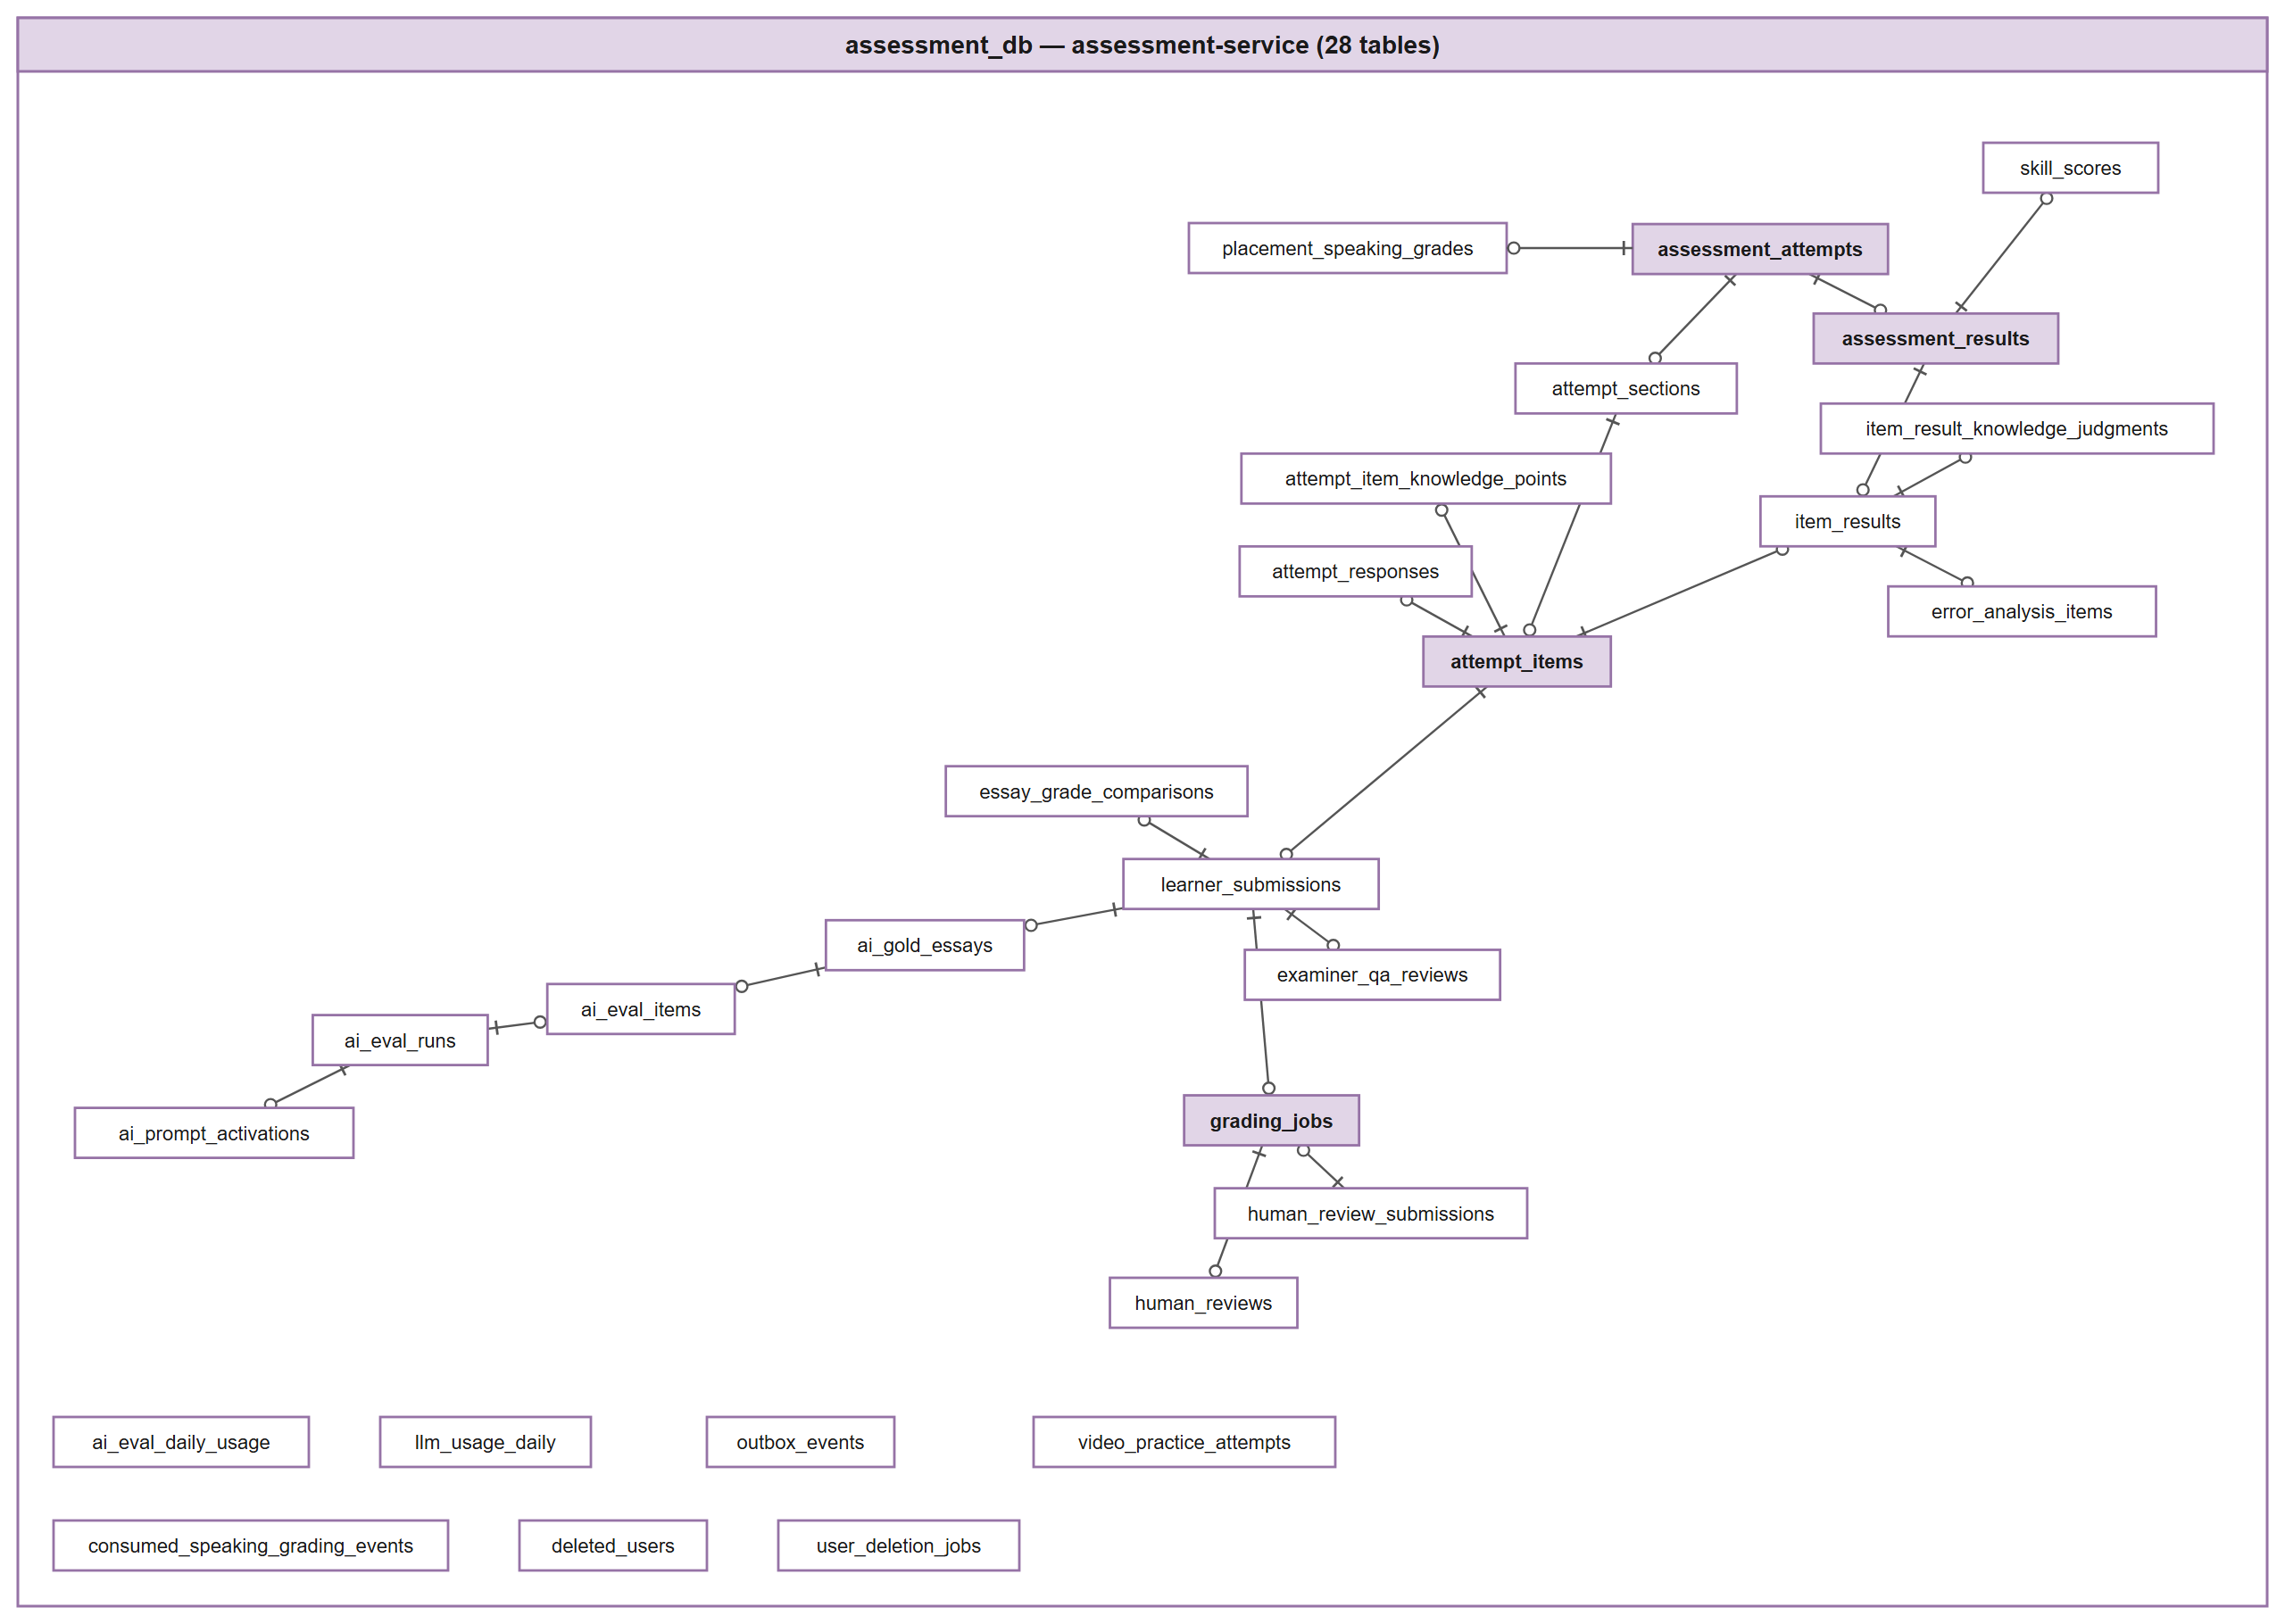 assessment_db — assessment-service (28 tables)
skill_scores
placement_speaking_grades
assessment_attempts
assessment_results
attempt_sections
item_result_knowledge_judgments
attempt_item_knowledge_points
item_results
attempt_responses
error_analysis_items
attempt_items
essay_grade_comparisons
learner_submissions
ai_gold_essays
examiner_qa_reviews
ai_eval_items
ai_eval_runs
grading_jobs
ai_prompt_activations
human_review_submissions
human_reviews
ai_eval_daily_usage
llm_usage_daily
outbox_events
video_practice_attempts
consumed_speaking_grading_events
deleted_users
user_deletion_jobs